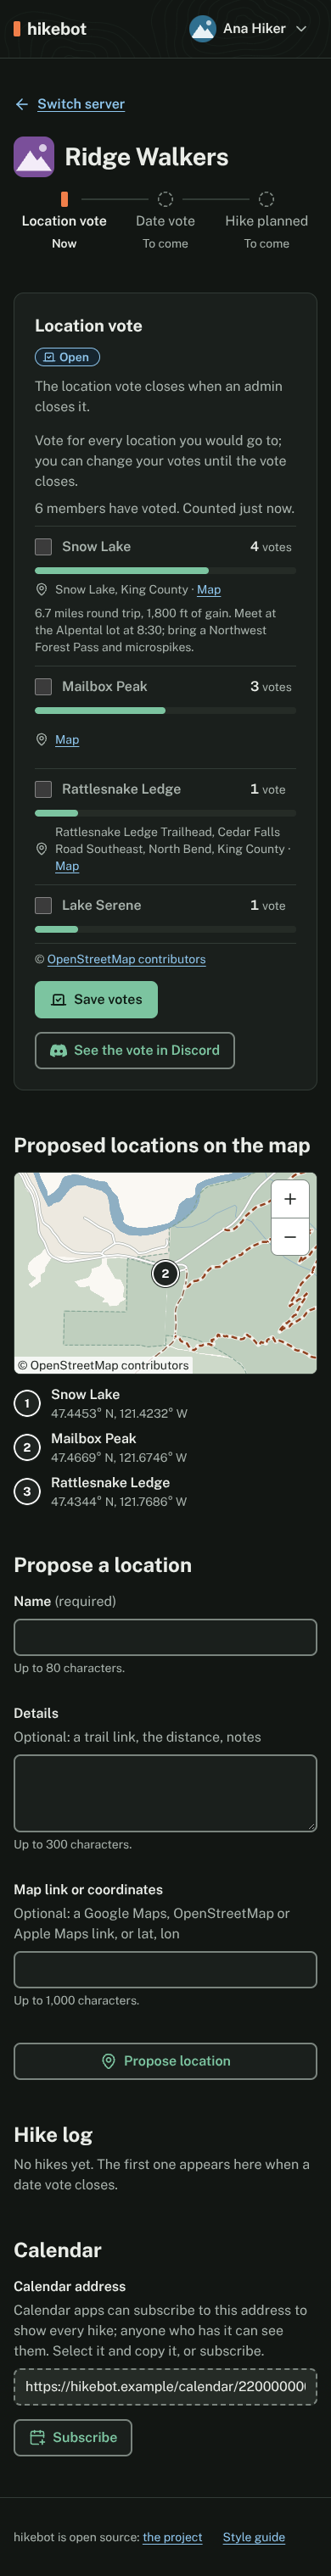 hikebot
Ana Hiker
Switch server
Ridge Walkers
Location vote
Date vote
Hike planned
Now
To come
To come
Location vote
Open
The location vote closes when an admin
closes it.
Vote for every location you would go to;
you can change your votes until the vote
closes.
6 members have voted. Counted just now.
Snow Lake
4 votes
Snow Lake, King County · Map
6.7 miles round trip, 1,800 ft of gain. Meet at
the Alpental lot at 8:30; bring a Northwest
Forest Pass and microspikes.
Mailbox Peak
3 votes
Map
Rattlesnake Ledge
1 vote
Rattlesnake Ledge Trailhead, Cedar Falls
Road Southeast, North Bend, King County ·
Map
Lake Serene
1 vote
© OpenStreetMap contributors
Save votes
See the vote in Discord
Proposed locations on the map
+
−
2
© OpenStreetMap contributors
1
Snow Lake
47.4453° N, 121.4232° W
2
Mailbox Peak
47.4669° N, 121.6746° W
3
Rattlesnake Ledge
47.4344° N, 121.7686° W
Propose a location
Name (required)
Up to 80 characters.
Details
Optional: a trail link, the distance, notes
Up to 300 characters.
Map link or coordinates
Optional: a Google Maps, OpenStreetMap or
Apple Maps link, or lat, lon
Up to 1,000 characters.
Propose location
Hike log
No hikes yet. The first one appears here when a
date vote closes.
Calendar
Calendar address
Calendar apps can subscribe to this address to
show every hike; anyone who has it can see
them. Select it and copy it, or subscribe.
https://hikebot.example/calendar/22000000
Subscribe
hikebot is open source: the project
Style guide